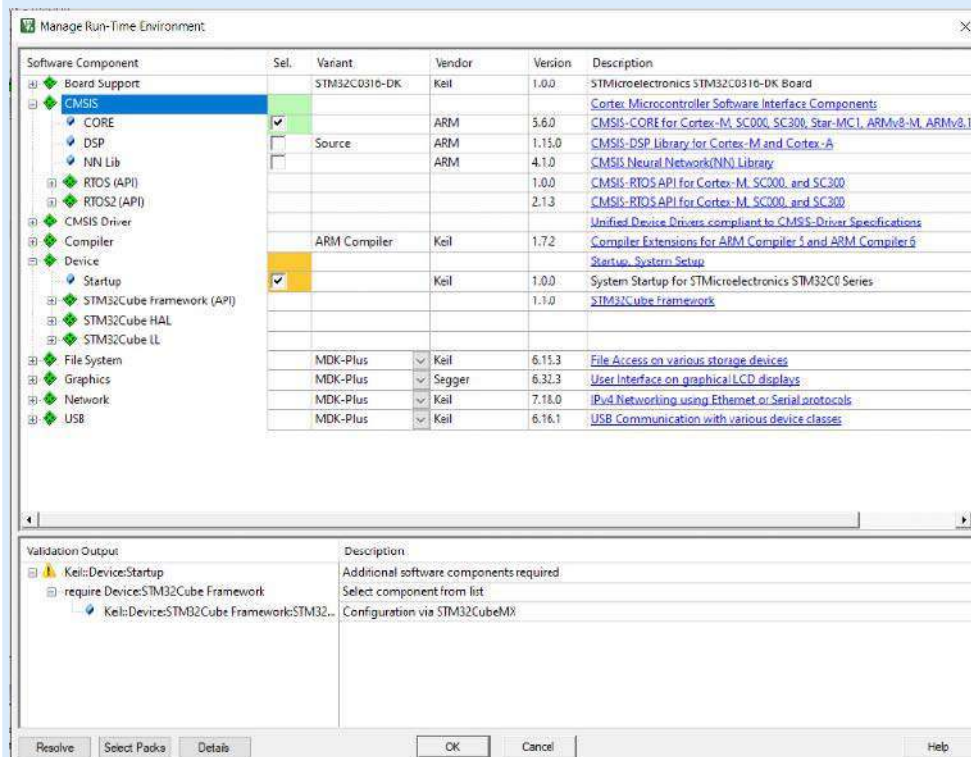 Manage Run-Time Environment
Software Component Sel. Variant Vendor Version Description
Board Support STM32C0316-DK Keil 1.0.0 STMicroelectronics STM32C0316-DK Board
CMSIS Cortex Microcontroller Software Interface Components
CORE ARM 5.6.0 CMSIS-CORE for Cortex-M, SC000, SC300, Star-MC1, ARMv8-M, ARMv8.1
DSP Source ARM 1.15.0 CMSIS-DSP Library for Cortex-M and Cortex-A
NN Lib ARM 4.1.0 CMSIS Neural Network(NN) Library
RTOS (API) 1.0.0 CMSIS-RTOS API for Cortex-M, SC000, and SC300
RTOS2 (API) 2.1.3 CMSIS-RTOS API for Cortex-M, SC000, and SC300
CMSIS Driver Unified Device Drivers compliant to CMSIS-Driver Specifications
Compiler ARM Compiler Keil 1.7.2 Compiler Extensions for ARM Compiler 5 and ARM Compiler 6
Device Startup, System Setup
Startup Keil 1.0.0 System Startup for STMicroelectronics STM32C0 Series
STM32Cube Framework (API) 1.1.0 STM32Cube Framework
STM32Cube HAL
STM32Cube LL
File System MDK-Plus Keil 6.15.3 File Access on various storage devices
Graphics MDK-Plus Segger 6.32.3 User Interface on graphical LCD displays
Network MDK-Plus Keil 7.18.0 IPv4 Networking using Ethernet or Serial protocols
USB MDK-Plus Keil 6.16.1 USB Communication with various device classes
Validation Output Description
Keil::Device:Startup Additional software components required
require Device:STM32Cube Framework Select component from list
Keil::Device:STM32Cube Framework:STM32... Configuration via STM32CubeMX
Resolve Select Packs Details OK Cancel Help